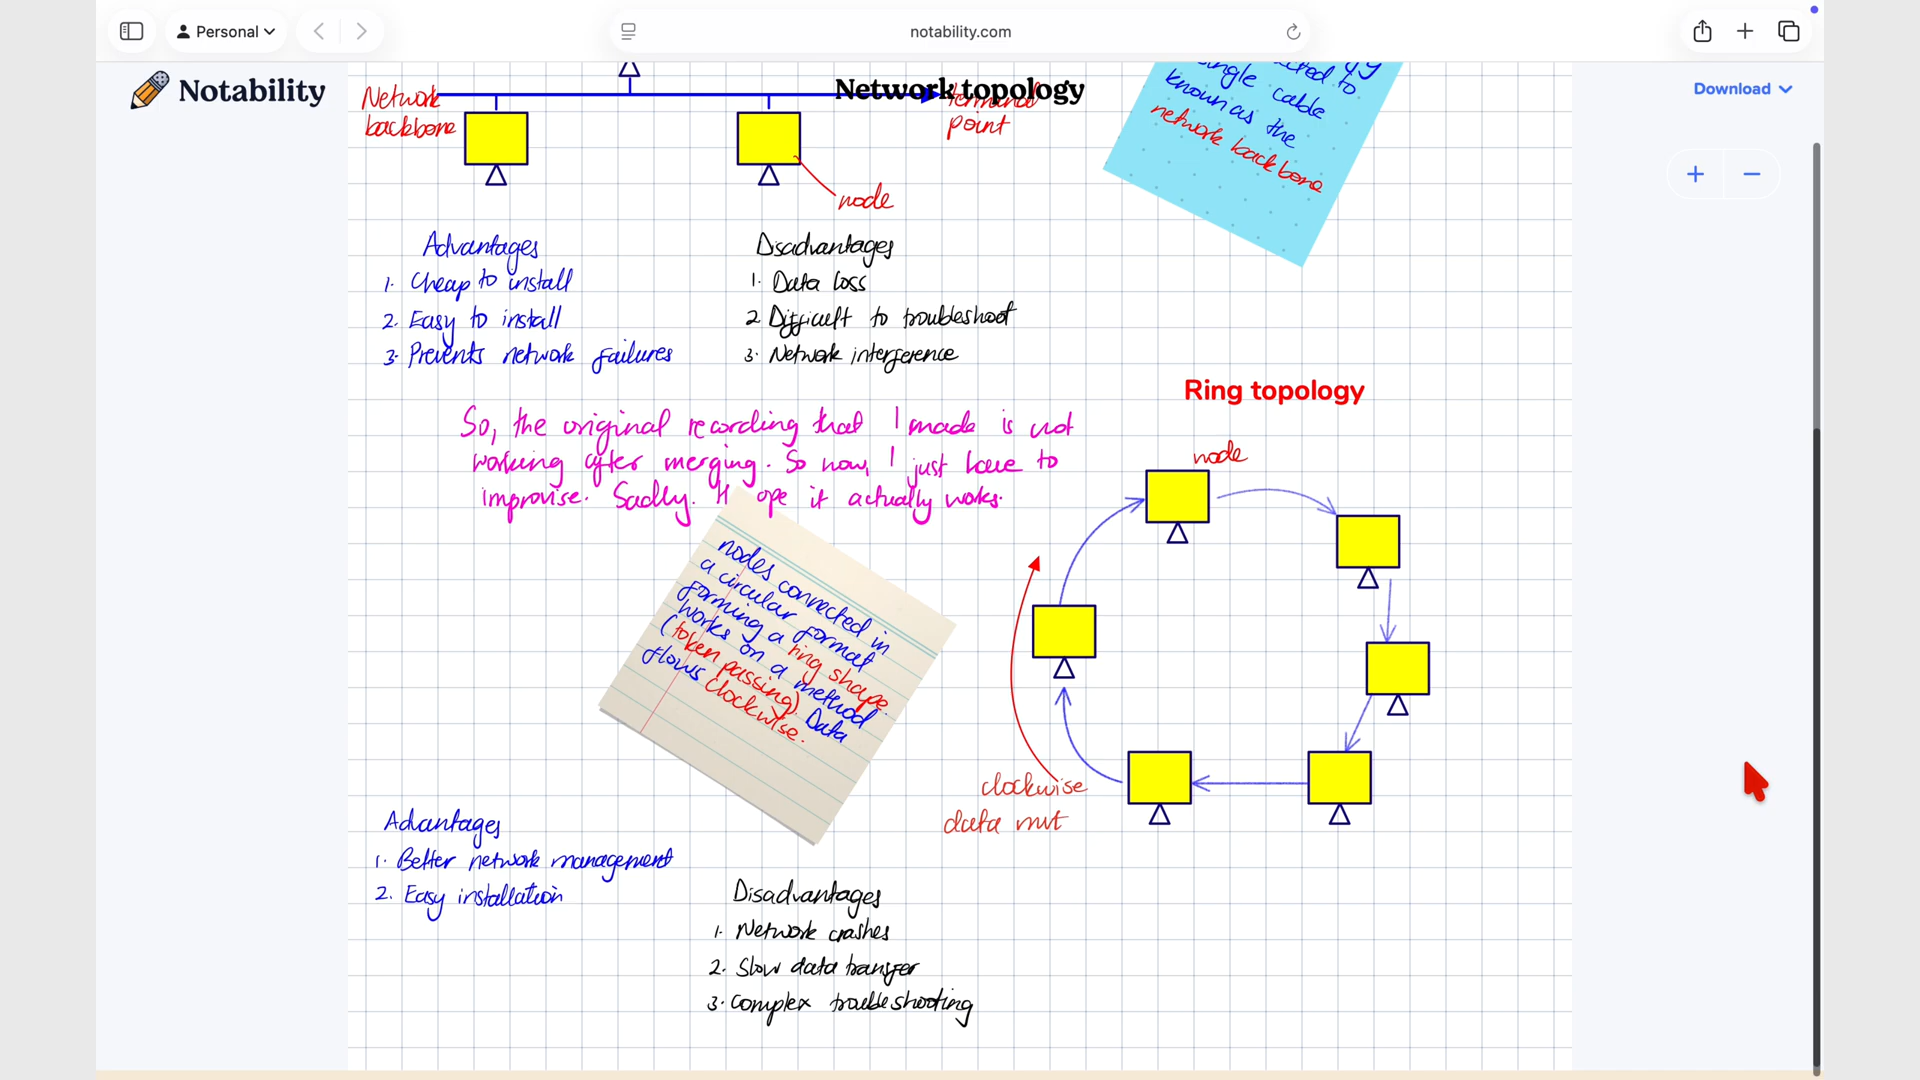 Personal
notability.com
Notability
Network topology
Download
Network
backbone
terminal
point
node
single cable
known as the
network backbone
Advantages
1. Cheap to install
2. Easy to install
3. Prevents network failures
Dsadvantages
1. Data loss
2 Difficult to troubleshoot
3. Network interference
So, the original recording that I made is not
working after merging. So now, I just have to
improvise. Sadly. H ope it actually works.
Ring topology
node
nodes connected in
a circular format
forming a ring shape.
works on a method
(token passing). Data
flows clockwise.
clockwise
data mvt
Advantages
1. Better network management
2. Easy installation
Disadvantages
1. Network crashes
2. Slow data transfer
3. Complex troubleshooting